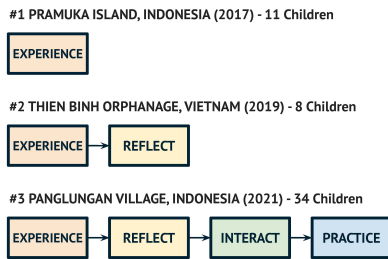 #1 PRAMUKA ISLAND, INDONESIA (2017) - 11 Children
EXPERIENCE
#2 THIEN BINH ORPHANAGE, VIETNAM (2019) - 8 Children
EXPERIENCE REFLECT
#3 PANGLUNGAN VILLAGE, INDONESIA (2021) - 34 Children
EXPERIENCE REFLECT INTERACT PRACTICE